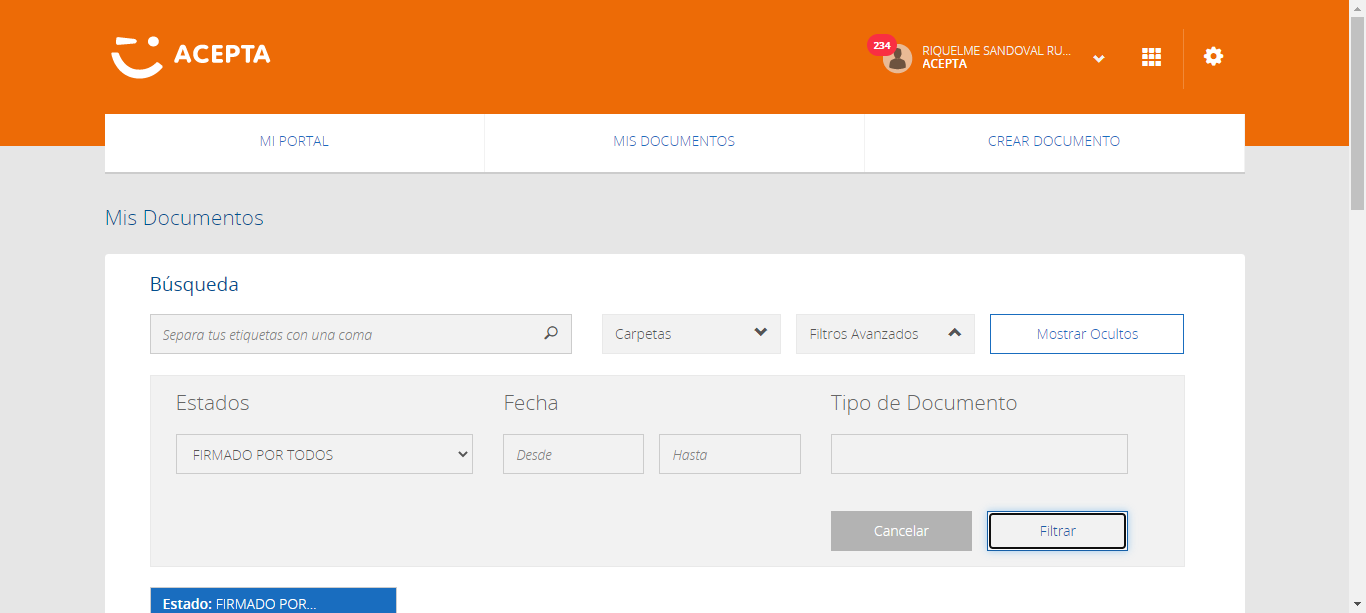 ACEPTA
234
RIQUELME SANDOVAL RU...
ACEPTA
MI PORTAL
MIS DOCUMENTOS
CREAR DOCUMENTO
Mis Documentos
Búsqueda
Separa tus etiquetas con una coma
Carpetas
Filtros Avanzados
Mostrar Ocultos
Estados
Fecha
Tipo de Documento
FIRMADO POR TODOS
Desde
Hasta
Cancelar
Filtrar
Estado: FIRMADO POR...